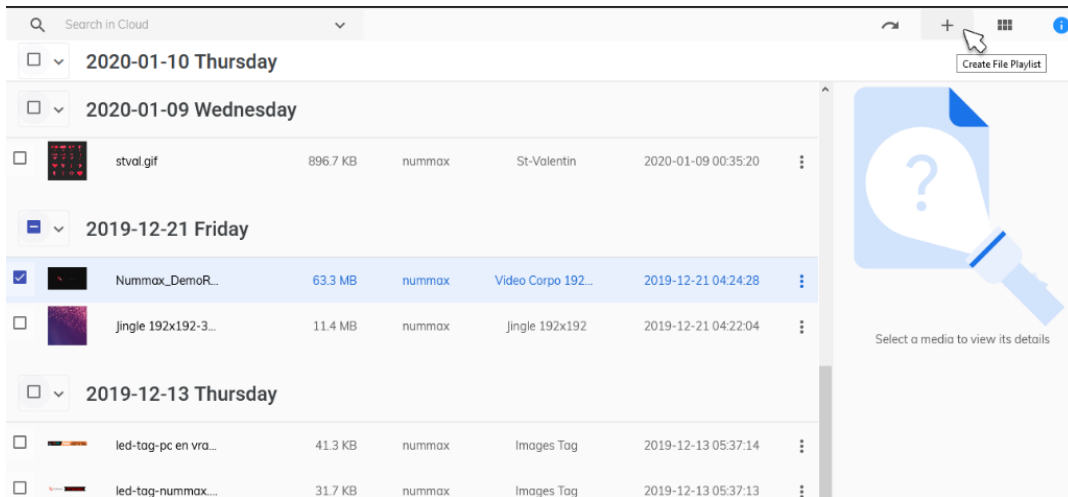 Search in Cloud
Create File Playlist
2020-01-10 Thursday
2020-01-09 Wednesday
stval.gif 896.7 KB nummax St-Valentin 2020-01-09 00:35:20
2019-12-21 Friday
Nummax_DemoR... 63.3 MB nummax Video Corpo 192... 2019-12-21 04:24:28
Jingle 192x192-3... 11.4 MB nummax Jingle 192x192 2019-12-21 04:22:04
Select a media to view its details
2019-12-13 Thursday
led-tag-pc en vra... 41.3 KB nummax Images Tag 2019-12-13 05:37:14
led-tag-nummax.... 31.7 KB nummax Images Tag 2019-12-13 05:37:13